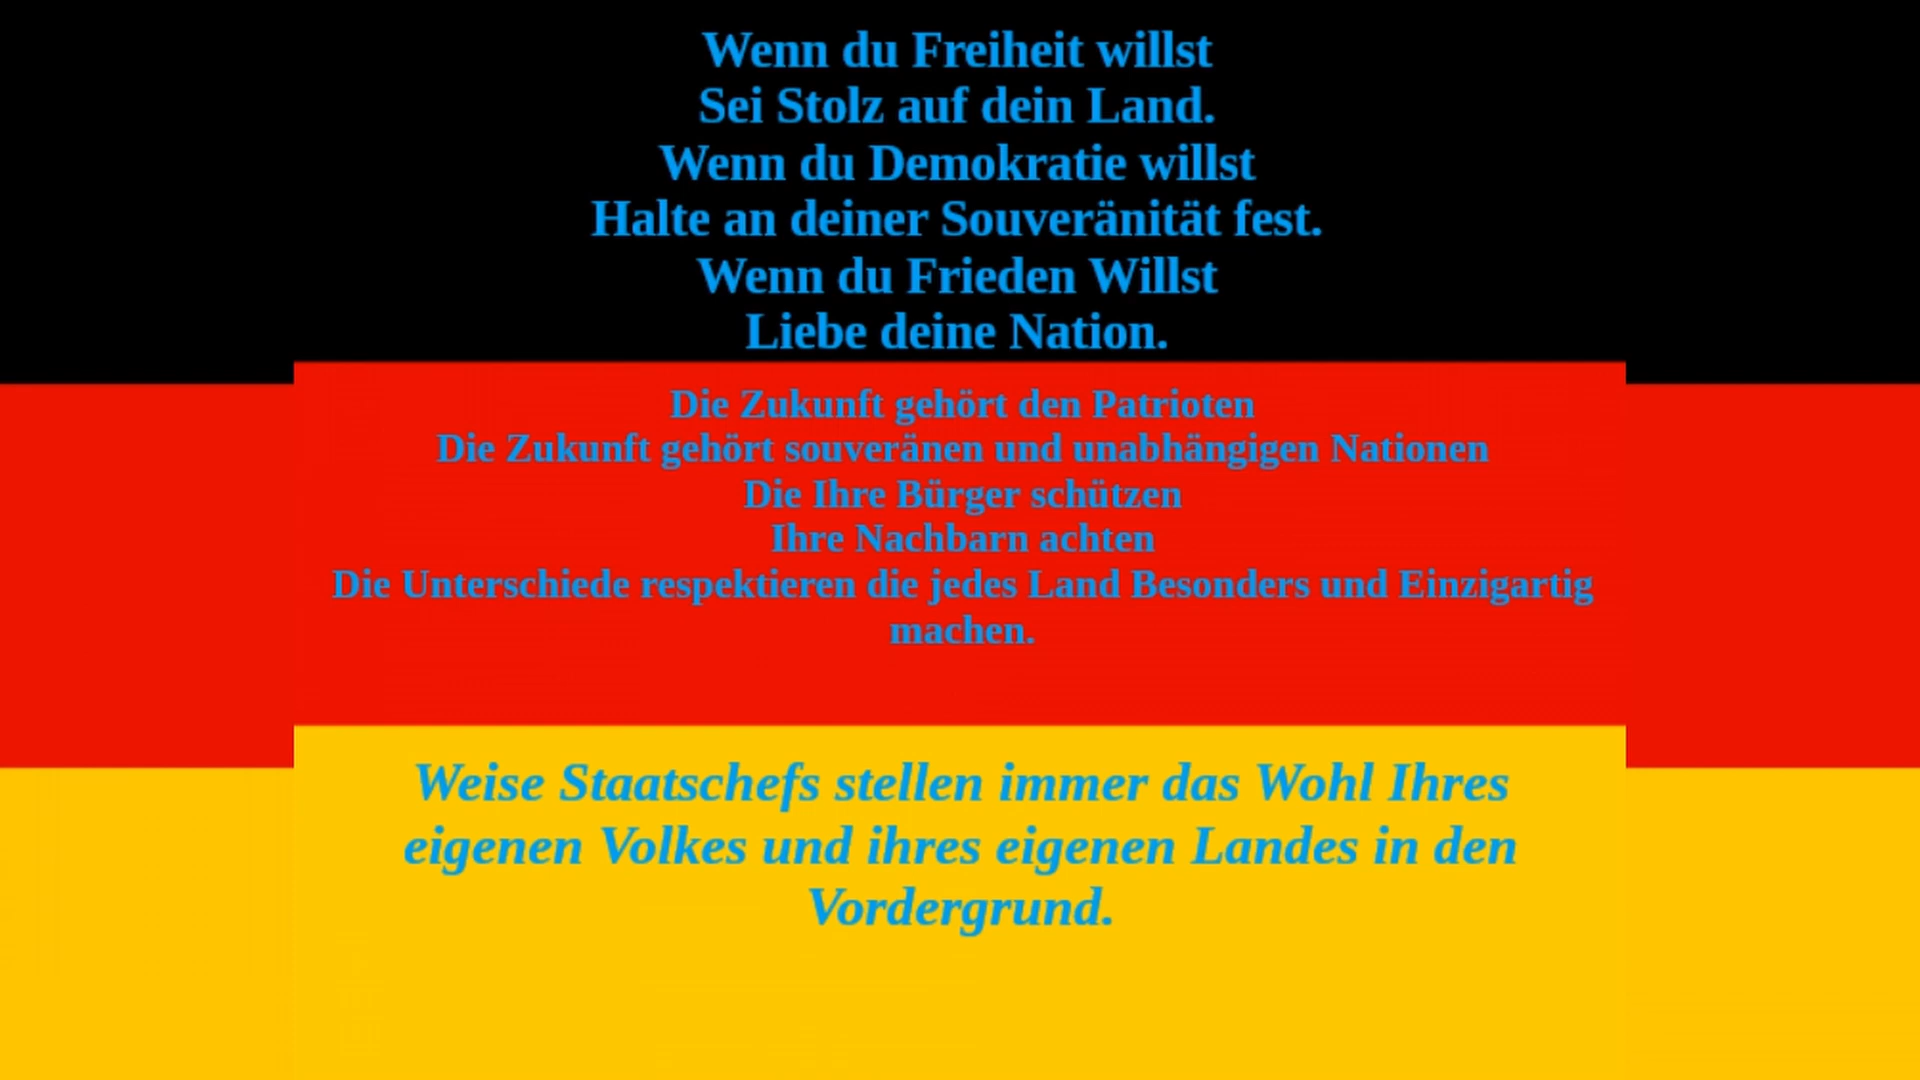 Wenn du Freiheit willst
Sei Stolz auf dein Land.
Wenn du Demokratie willst
Halte an deiner Souveränität fest.
Wenn du Frieden Willst
Liebe deine Nation.
Die Zukunft gehört den Patrioten
Die Zukunft gehört souveränen und unabhängigen Nationen
Die Ihre Bürger schützen
Ihre Nachbarn achten
Die Unterschiede respektieren die jedes Land Besonders und Einzigartig
machen.
Weise Staatschefs stellen immer das Wohl Ihres
eigenen Volkes und ihres eigenen Landes in den
Vordergrund.